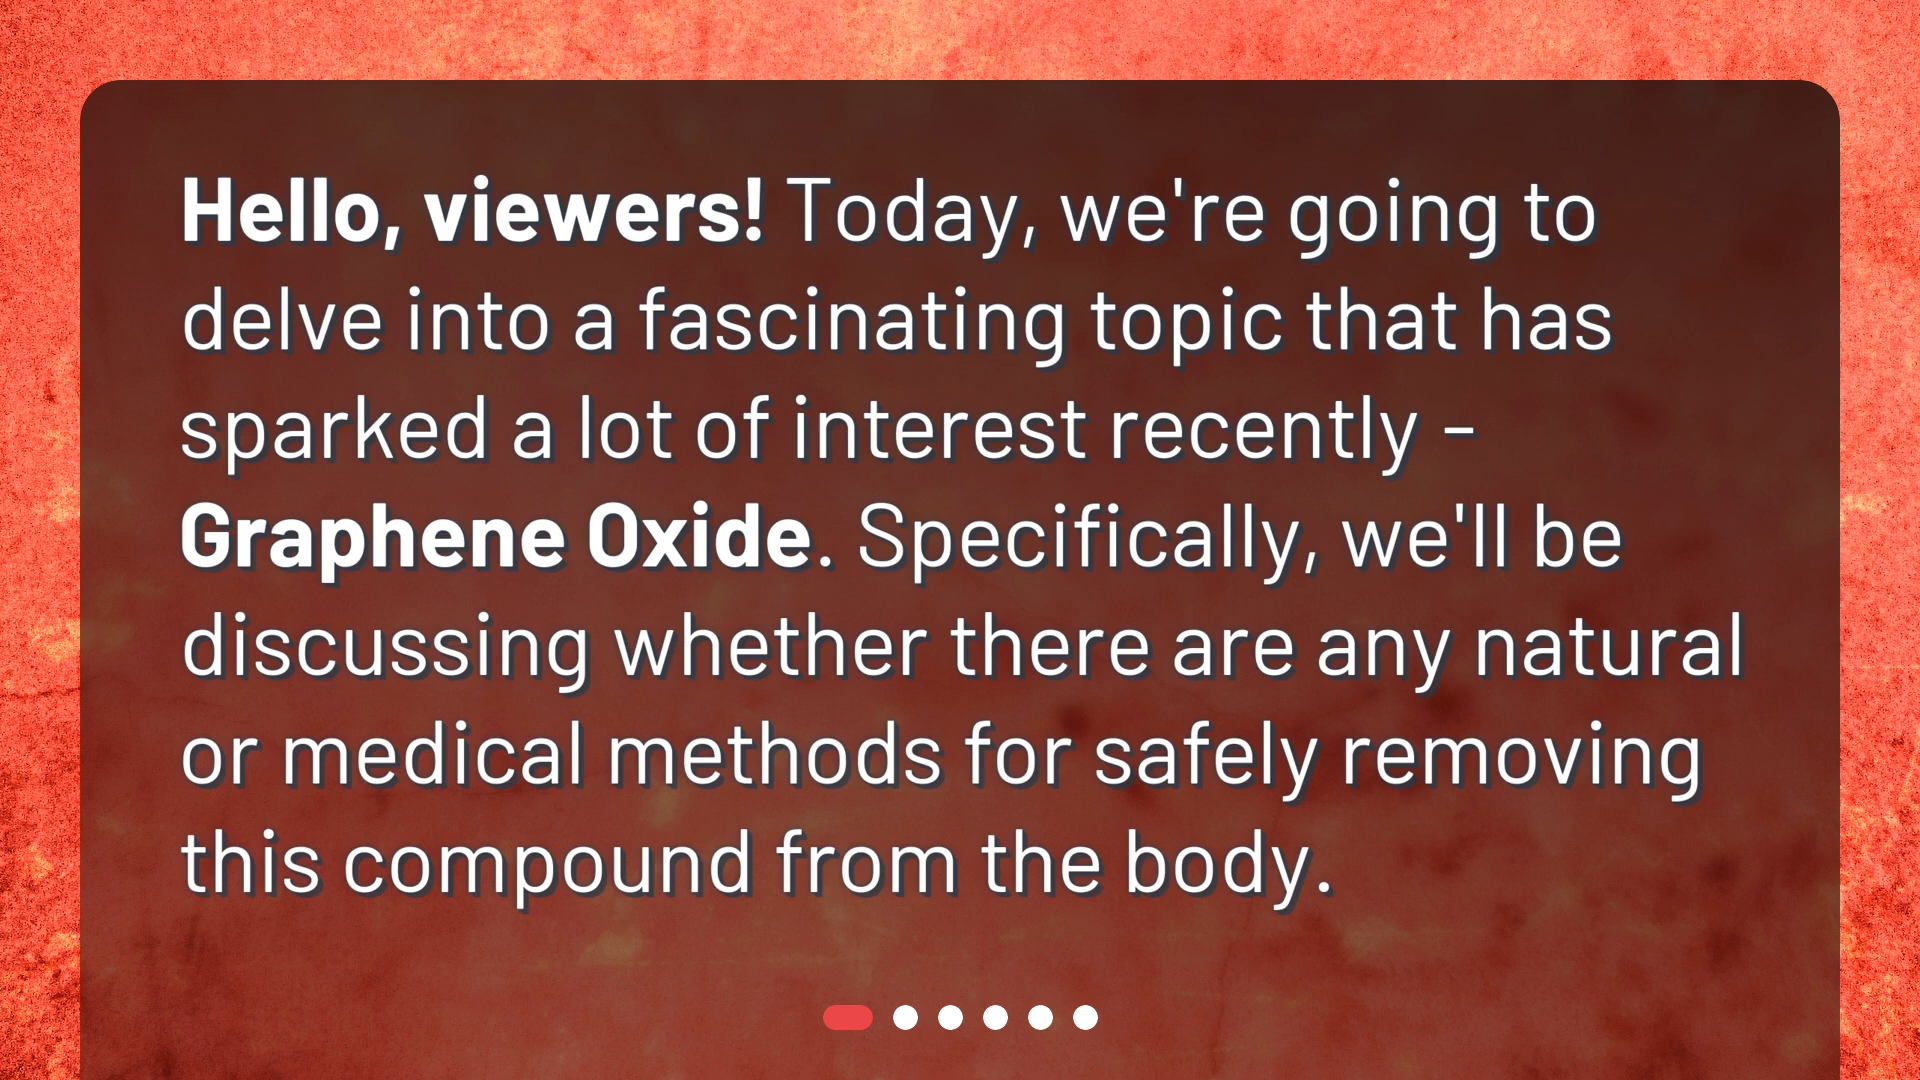 Hello, viewers! Today, we're going to
delve into a fascinating topic that has
sparked a lot of interest recently -
Graphene Oxide. Specifically, we'll be
discussing whether there are any natural
or medical methods for safely removing
this compound from the body.